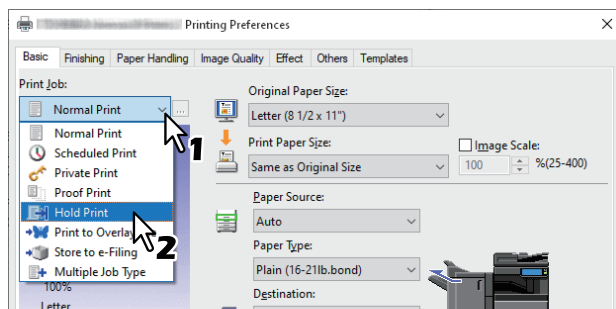 Printing Preferences
Basic Finishing Paper Handling Image Quality Effect Others Templates
Print Job:
Normal Print
...
Normal Print
Scheduled Print
Private Print
Proof Print
Hold Print
Print to Overlay
Store to e-Filing
Multiple Job Type
100%
Letter
1
2
Original Paper Size:
Letter (8 1/2 x 11")
Print Paper Size:
Same as Original Size
Image Scale:
100 %(25-400)
Paper Source:
Auto
Paper Type:
Plain (16-21lb.bond)
Destination: